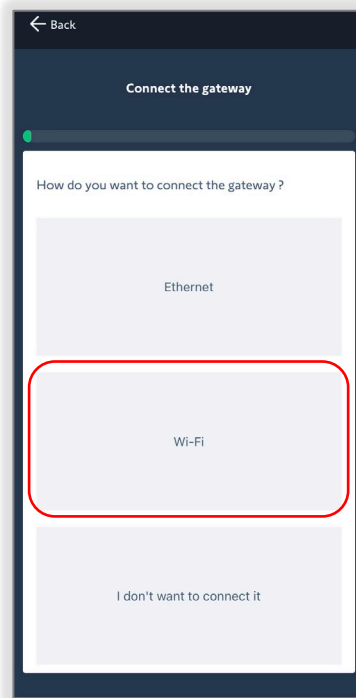 Back
Connect the gateway
How do you want to connect the gateway ?
Ethernet
Wi-Fi
I don't want to connect it